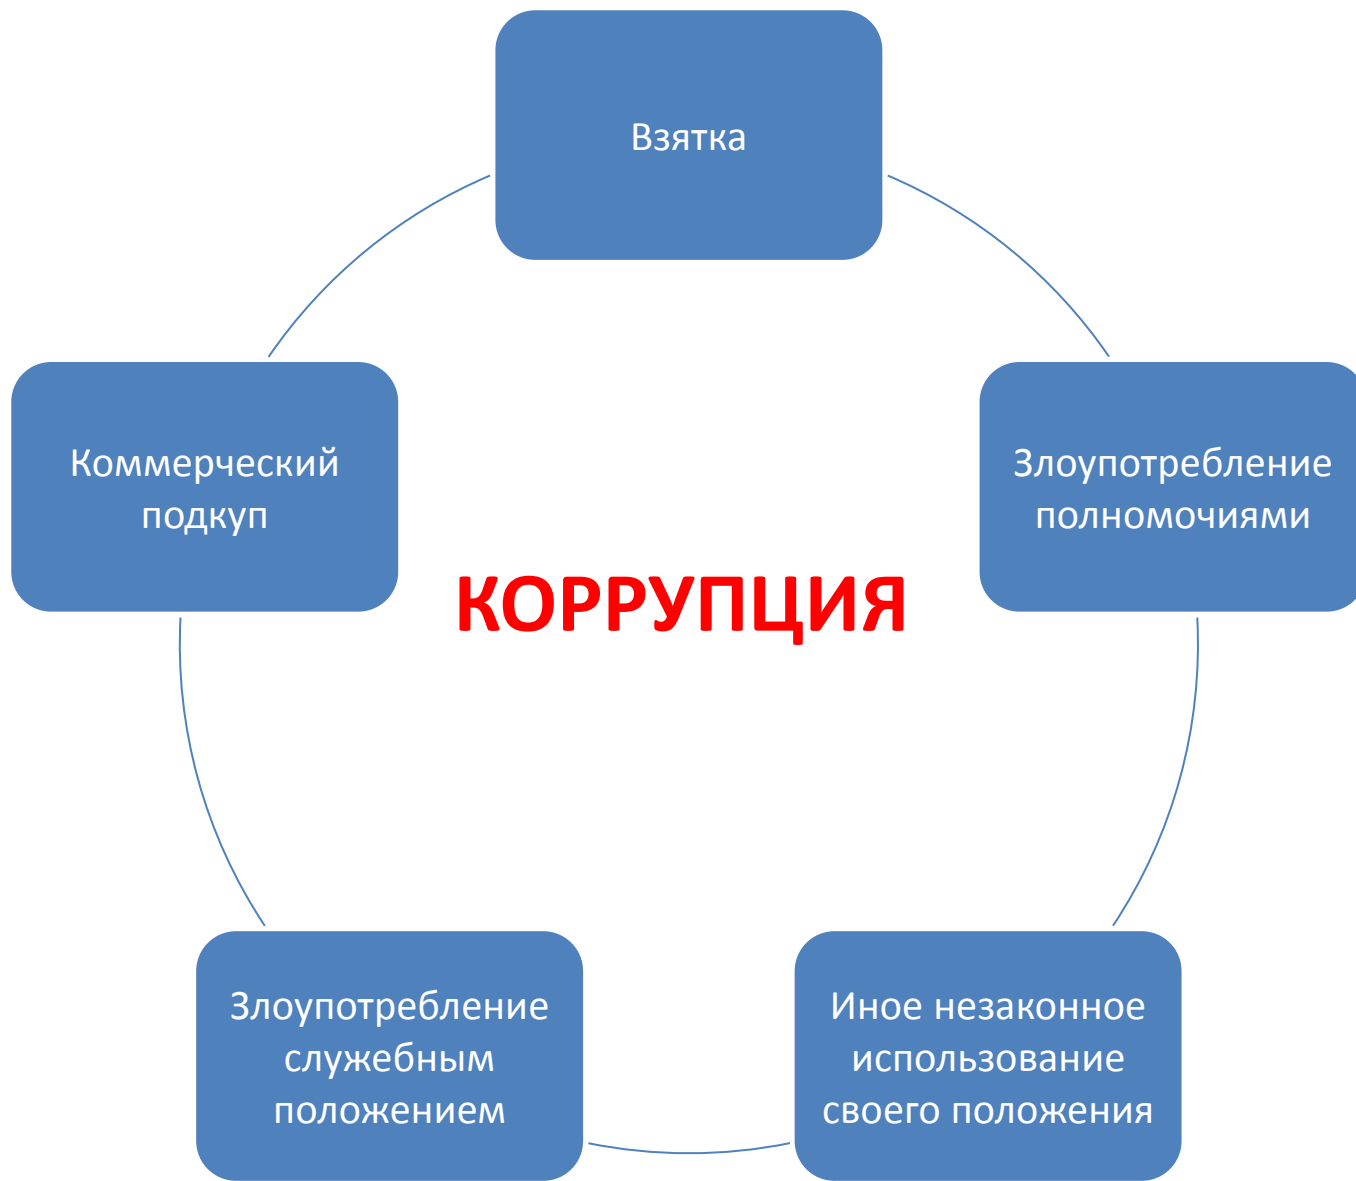 Взятка
Коммерческий
подкуп
Злоупотребление
полномочиями
КОРРУПЦИЯ
Злоупотребление
служебным
положением
Иное незаконное
использование
своего положения